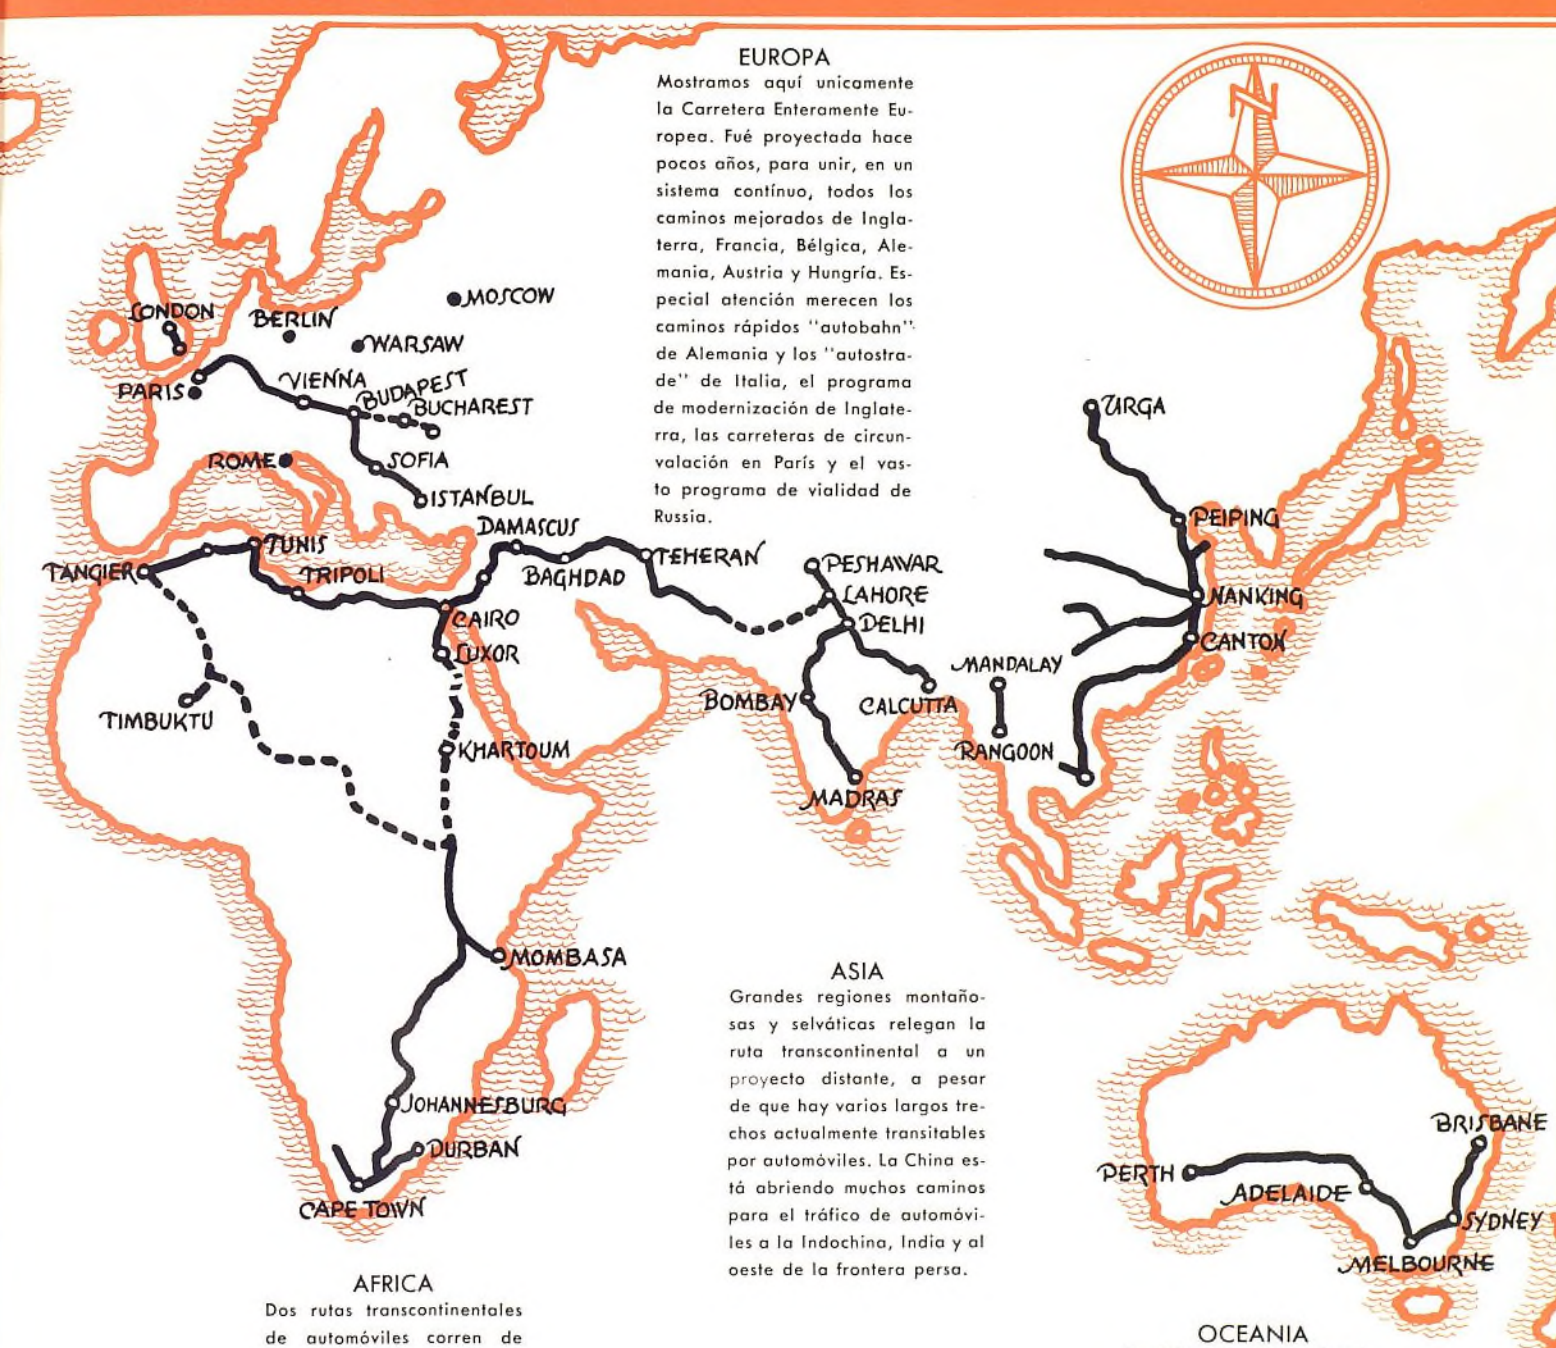 EUROPA
Mostramos aquí unicamente
la Carretera Enteramente Eu-
ropea. Fué proyectada hace
pocos años, para unir, en un
sistema contínuo, todos los
caminos mejorados de Ingla-
terra, Francia, Bélgica, Ale-
mania, Austria y Hungría. Es-
pecial atención merecen los
caminos rápidos "autobahn"
de Alemania y los "autostra-
de" de Italia, el programa
de modernización de Inglate-
rra, las carreteras de circun-
valación en París y el vas-
to programa de vialidad de
Russia.
N
LONDON
BERLIN
MOSCOW
WARSAW
PARIS
VIENNA
BUDAPEST
BUCHAREST
ROME
SOFIA
ISTANBUL
URGA
PEIPING
DAMASCUS
TUNIS
TANGIER
TRIPOLI
BAGHDAD
TEHERAN
PESHAWAR
LAHORE
NANKING
CAIRO
DELHI
CANTON
LUXOR
MANDALAY
TIMBUKTU
BOMBAY
CALCUTTA
KHARTOUM
RANGOON
MADRAS
MOMBASA
JOHANNESBURG
DURBAN
CAPE TOWN
ASIA
Grandes regiones montaño-
sas y selváticas relegan la
ruta transcontinental a un
proyecto distante, a pesar
de que hay varios largos tre-
chos actualmente transitables
por automóviles. La China es-
tá abriendo muchos caminos
para el tráfico de automóvi-
les a la Indochina, India y al
oeste de la frontera persa.
BRISBANE
PERTH
ADELAIDE
SYDNEY
MELBOURNE
AFRICA
Dos rutas transcontinentales
de automóviles corren de
OCEANIA